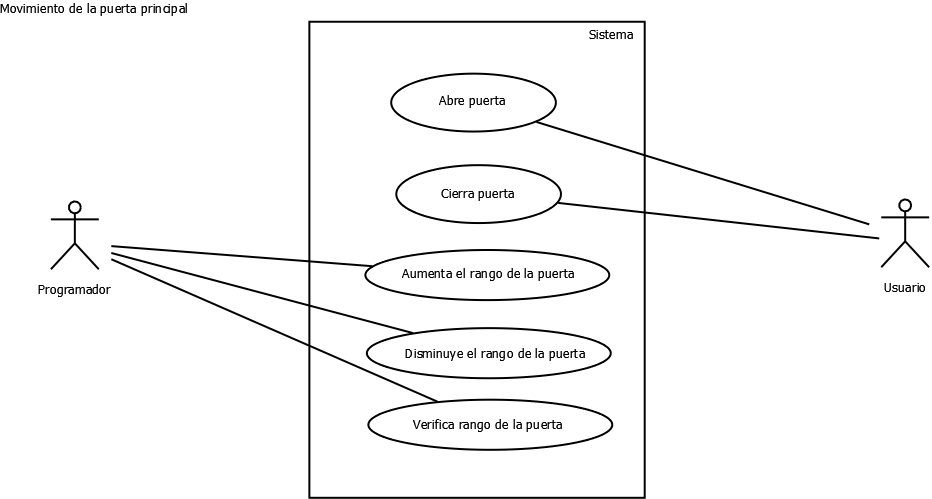 Movimiento de la puerta principal
Sistema
Abre puerta
Cierra puerta
Aumenta el rango de la puerta
Disminuye el rango de la puerta
Verifica rango de la puerta
Programador
Usuario